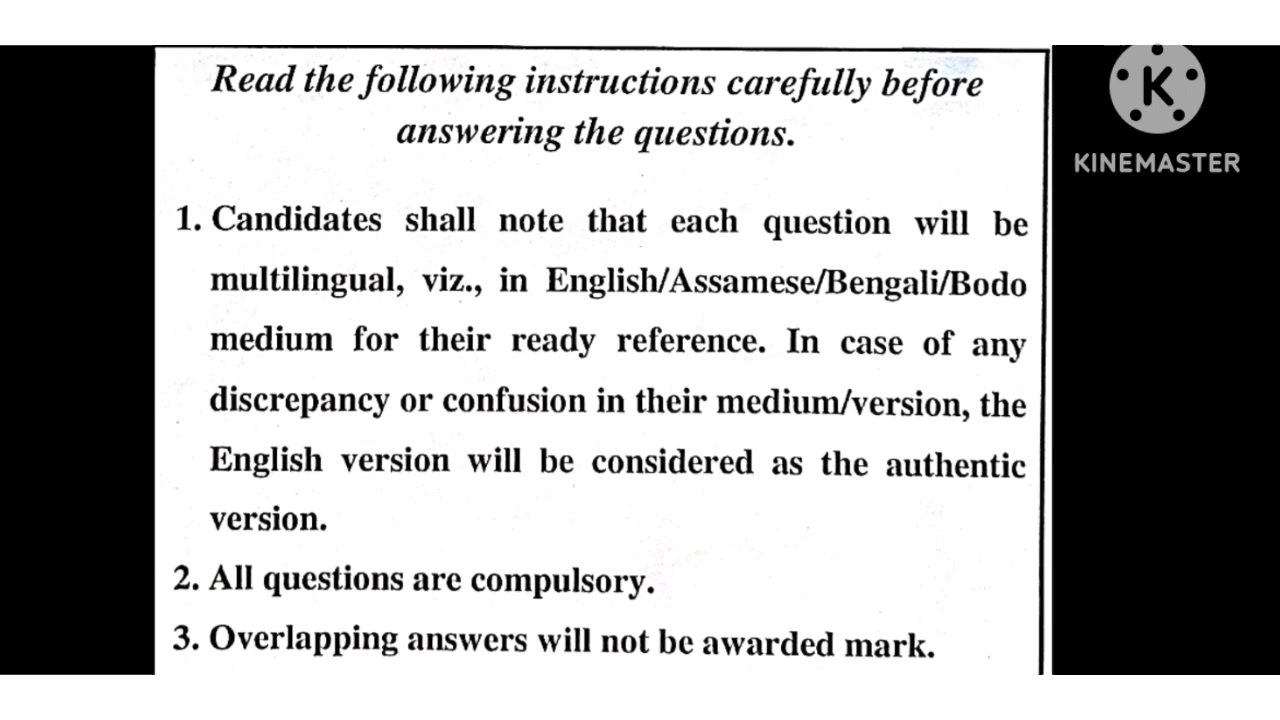 Read the following instructions carefully before
answering the questions.
1. Candidates shall note that each question will be
multilingual, viz., in English/Assamese/Bengali/Bodo
medium for their ready reference. In case of any
discrepancy or confusion in their medium/version, the
English version will be considered as the authentic
version.
2. All questions are compulsory.
3. Overlapping answers will not be awarded mark.
K
KINEMASTER